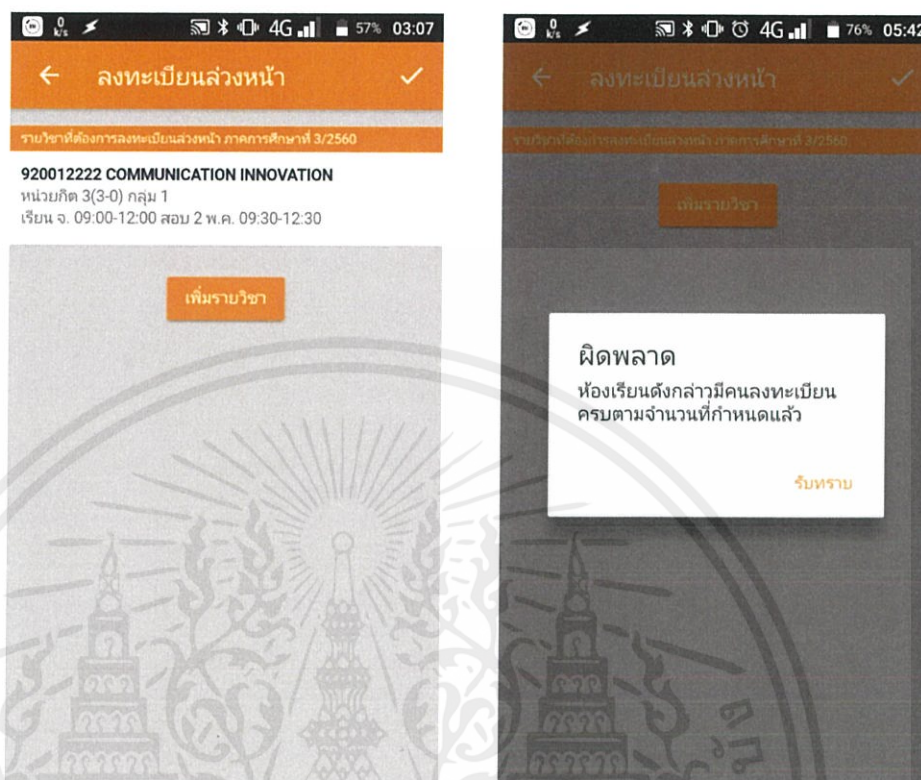 0 k/s 4G 57% 03:07
ลงทะเบียนล่วงหน้า
รายวิชาที่ต้องการลงทะเบียนล่วงหน้า ภาคการศึกษาที่ 3/2560
920012222 COMMUNICATION INNOVATION
หน่วยกิต 3(3-0) กลุ่ม 1
เรียน จ. 09:00-12:00 สอบ 2 พ.ค. 09:30-12:30
เพิ่มรายวิชา
0 k/s 4G 76% 05:42
ลงทะเบียนล่วงหน้า
รายวิชาที่ต้องการลงทะเบียนล่วงหน้า ภาคการศึกษาที่ 3/2560
เพิ่มรายวิชา
ผิดพลาด
ห้องเรียนดังกล่าวมีคนลงทะเบียน
ครบตามจำนวนที่กำหนดแล้ว
รับทราบ